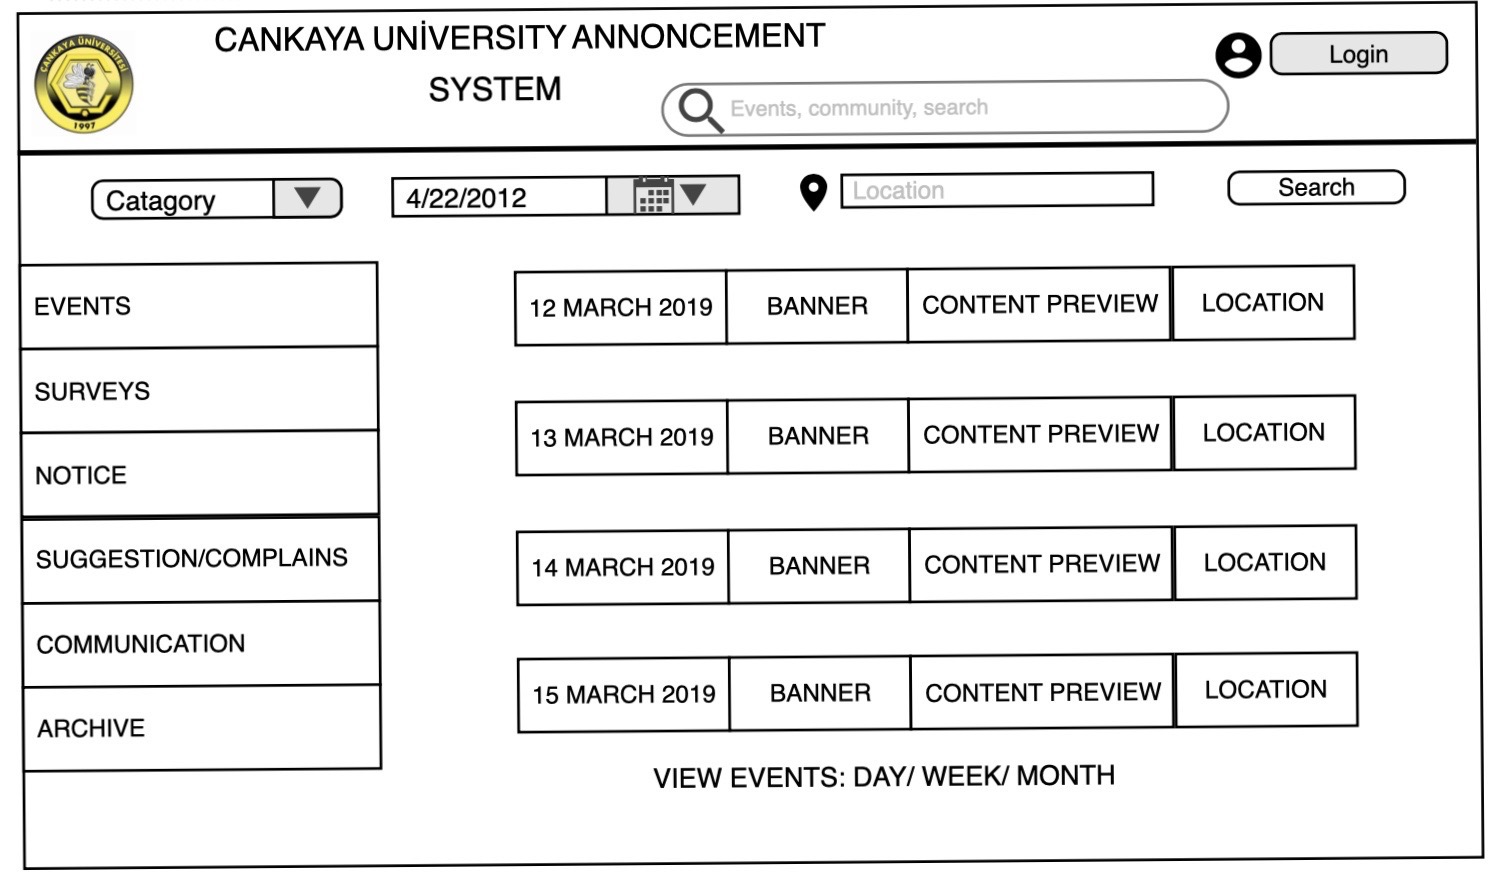 CANKAYA UNİVERSITY ANNONCEMENT
SYSTEM
ÇANKAYA ÜNİVERSİTESİ
1997
Login
Events, community, search
Catagory
4/22/2012
Location
Search
EVENTS
SURVEYS
NOTICE
SUGGESTION/COMPLAINS
COMMUNICATION
ARCHIVE
12 MARCH 2019 BANNER CONTENT PREVIEW LOCATION
13 MARCH 2019 BANNER CONTENT PREVIEW LOCATION
14 MARCH 2019 BANNER CONTENT PREVIEW LOCATION
15 MARCH 2019 BANNER CONTENT PREVIEW LOCATION
VIEW EVENTS: DAY/ WEEK/ MONTH